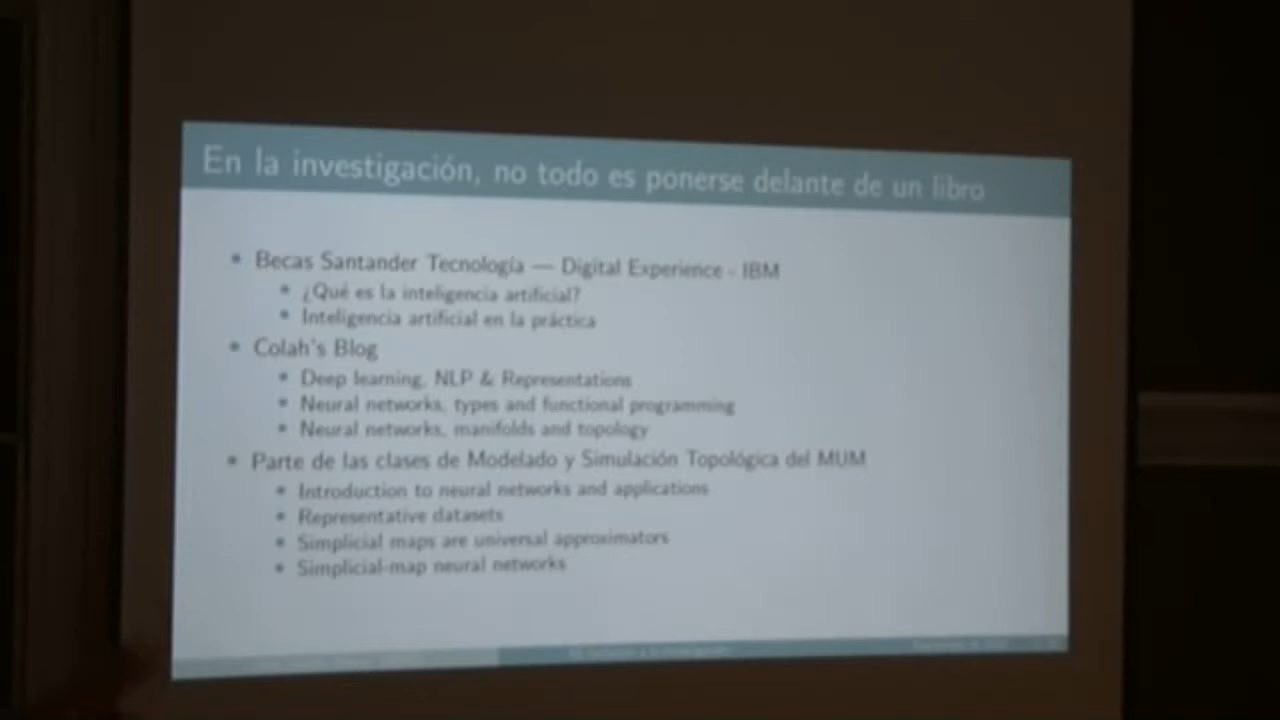 En la investigación, no todo es ponerse delante de un libro
Becas Santander Tecnología — Digital Experience - IBM
¿Qué es la inteligencia artificial?
Inteligencia artificial en la práctica
Colah's Blog
Deep learning, NLP & Representations
Neural networks, types and functional programming
Neural networks, manifolds and topology
Parte de las clases de Modelado y Simulación Topológica del MUM
Introduction to neural networks and applications
Representative datasets
Simplicial maps are universal approximators
Simplicial-map neural networks